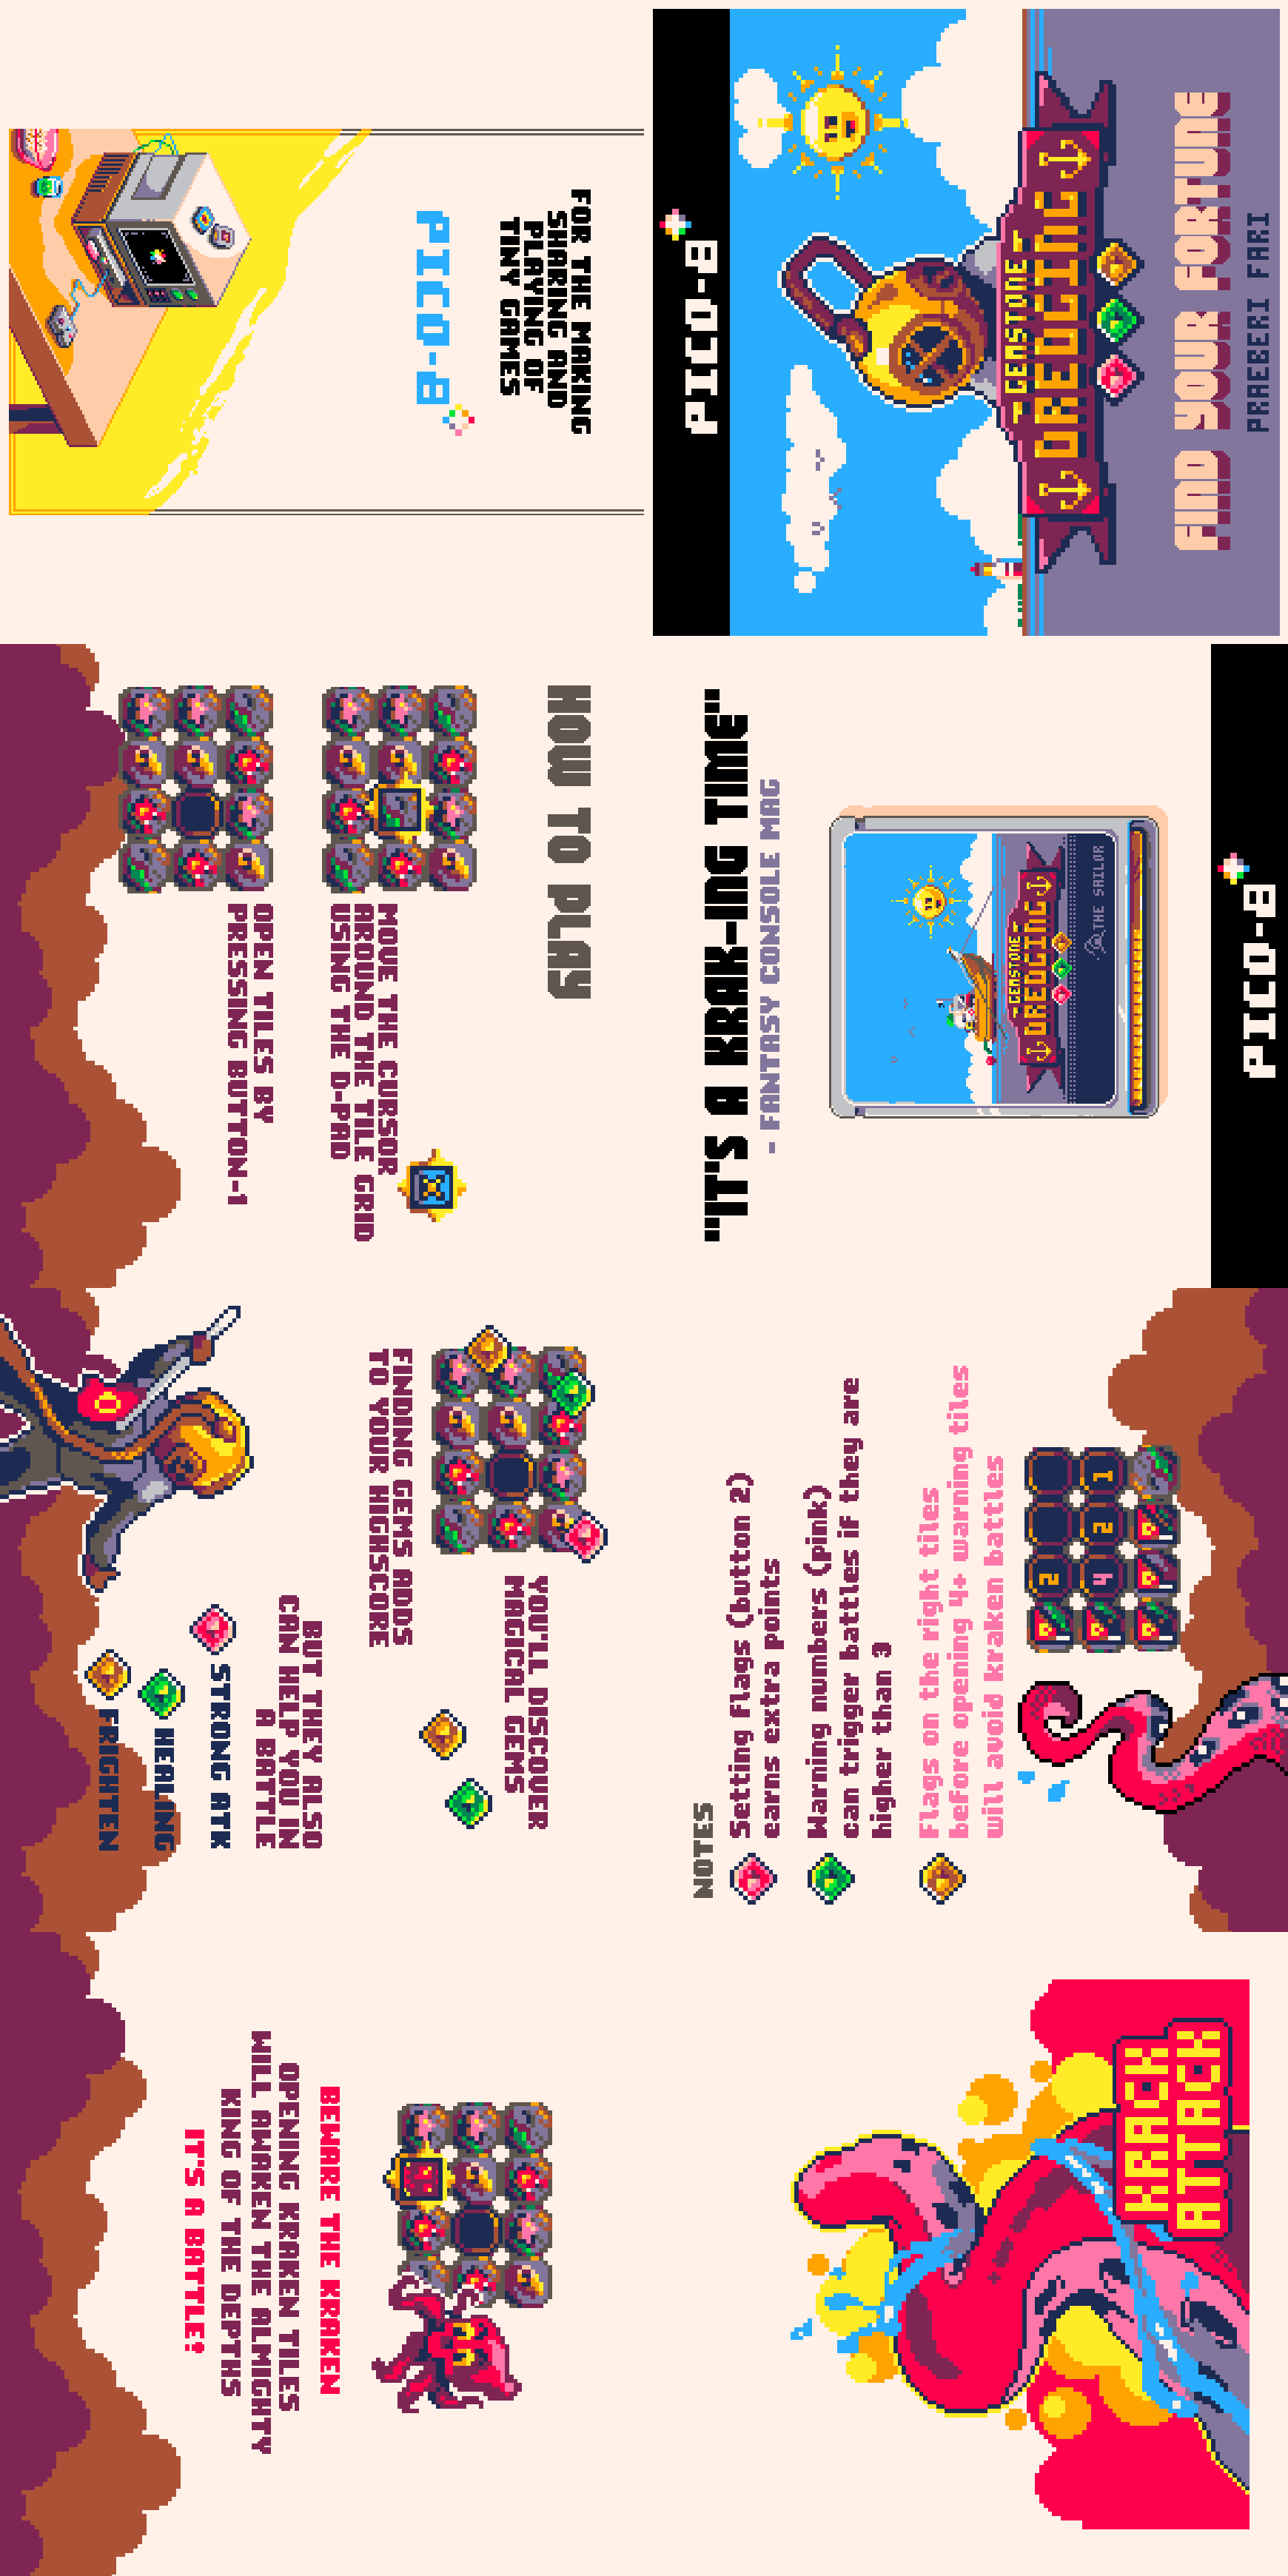 FOR THE MAKING
SHARING AND
PLAYING OF
TINY GAMES
PICO-8
PICO-8
GEMSTONE
DREDGING
FIND YOUR FORTUNE
PRAEBERI FARI
HOW TO PLAY
MOVE THE CURSOR
AROUND THE TILE GRID
USING THE D-PAD
OPEN TILES BY
PRESSING BUTTON-1
"IT'S A KRAK-ING TIME"
- FANTASY CONSOLE MAG
GEMSTONE
DREDGING
THE SAILOR
PICO-8
YOU'LL DISCOVER
MAGICAL GEMS
FINDING GEMS ADDS
TO YOUR HIGHSCORE
BUT THEY ALSO
CAN HELP YOU IN
A BATTLE
STRONG ATK
HEALING
FRIGHTEN
NOTES
Setting flags (button 2)
earns extra points
Warning numbers (pink)
can trigger battles if they are
higher than 3
Flags on the right tiles
before opening 4+ warning tiles
will avoid kraken battles
2
4 2 1
BEWARE THE KRAKEN
OPENING KRAKEN TILES
WILL AWAKEN THE ALMIGHTY
KING OF THE DEPTHS
IT'S A BATTLE!
KRACK
ATTACK